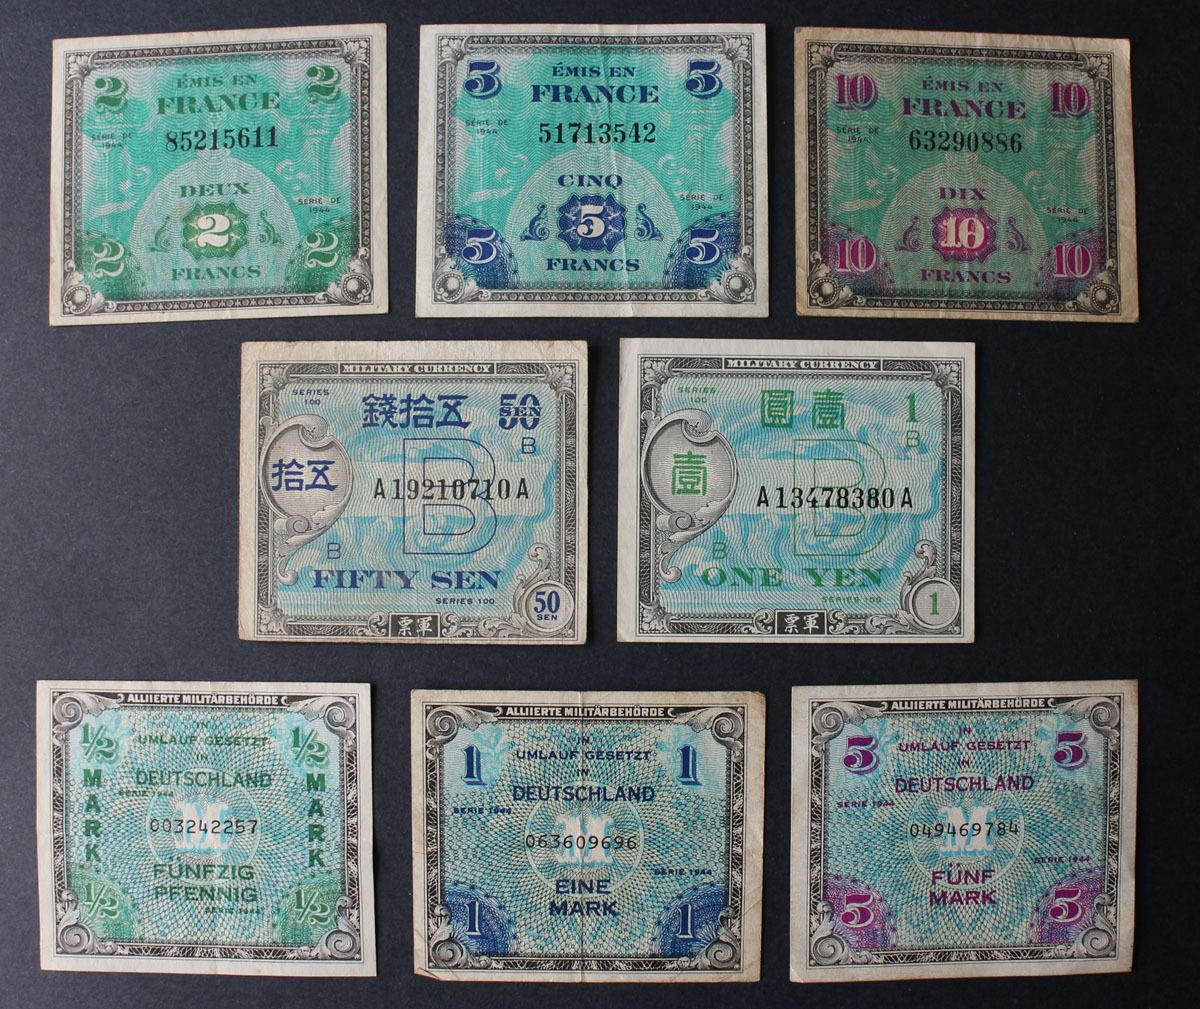 2 ÉMIS EN 2
FRANCE
SÉRIE DE
1944
85215611
DEUX
SÉRIE DE
1944
2
2 FRANCS 2
5 ÉMIS EN 5
FRANCE
SÉRIE DE
1944
51713542
CINQ
SÉRIE DE
1944
5
5 FRANCS 5
10 ÉMIS EN 10
FRANCE
SÉRIE DE
1944
63290886
DIX
SÉRIE DE
1944
10
10 FRANCS 10
MILITARY CURRENCY
SERIES
100
錢拾五 50
SEN
B
拾五
A19210710A
B
B
FIFTY SEN
SERIES 100
50
SEN
票軍
MILITARY CURRENCY
SERIES
100
圓壹 1
B
壹
A13478380A
B
B
ONE YEN
SERIES 100
1
票軍
ALLIIERTE MILITÄRBEHÖRDE
1/2 IN 1/2
UMLAUF GESETZT
IN
MARK DEUTSCHLAND MARK
SERIE 1944
M
003242257
FÜNFZIG
PFENNIG
1/2 SERIE 1944 1/2
ALLIIERTE MILITÄRBEHÖRDE
1 IN 1
UMLAUF GESETZT
IN
DEUTSCHLAND
SERIE 1944
M
063609696
SERIE 1944
EINE
1 MARK 1
ALLIIERTE MILITÄRBEHÖRDE
5 IN 5
UMLAUF GESETZT
IN
DEUTSCHLAND
SERIE 1944
M
049469784
SERIE 1944
FÜNF
5 MARK 5